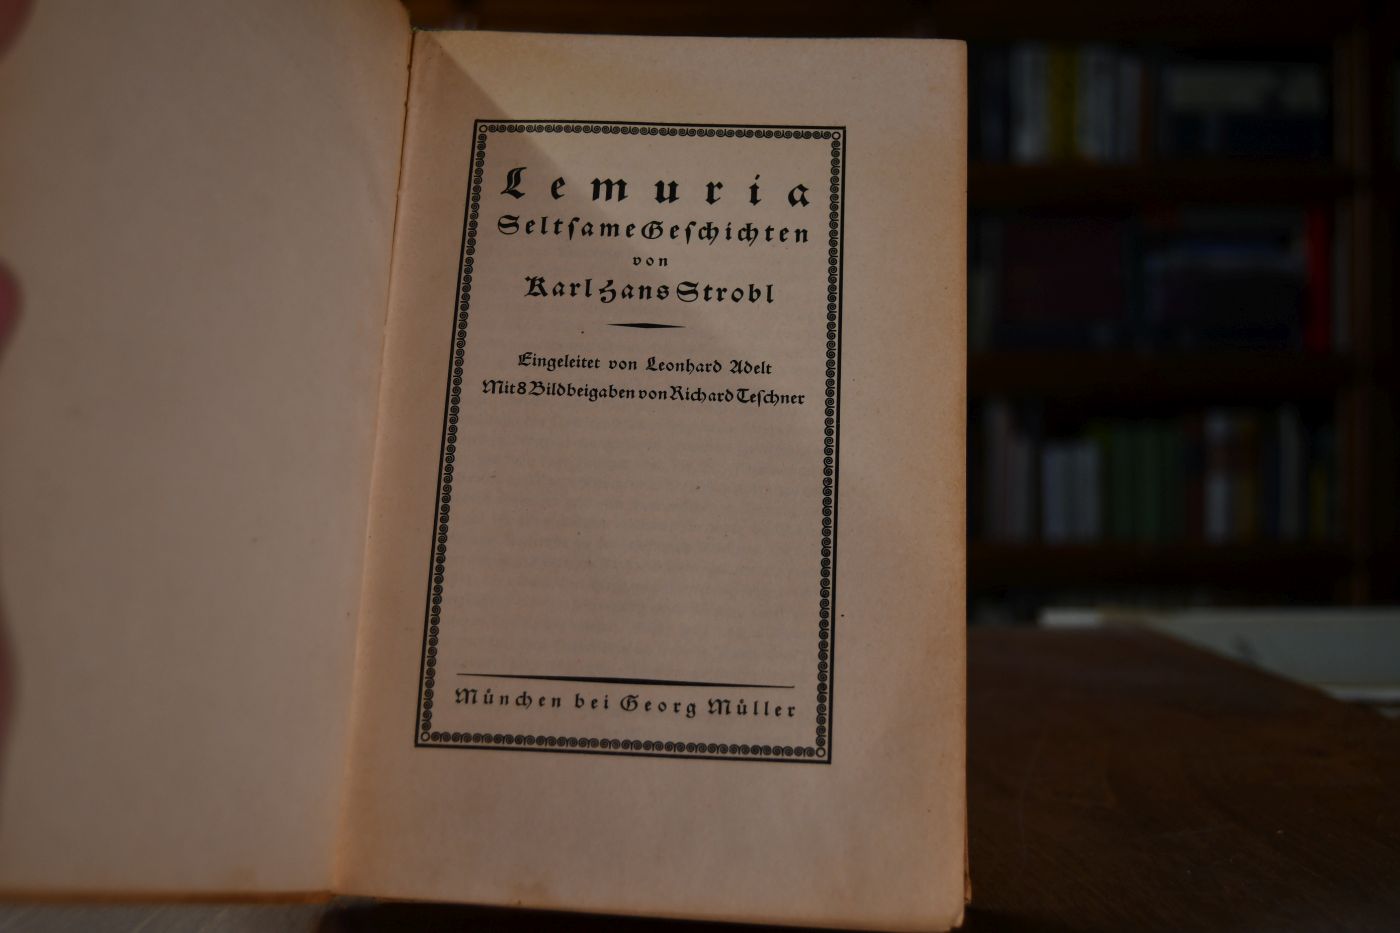 Lemuria
Seltſame Geſchichten
von
Karl Hans Strobl
Eingeleitet von Leonhard Adelt
Mit 8 Bildbeigaben von Richard Teſchner
München bei Georg Müller